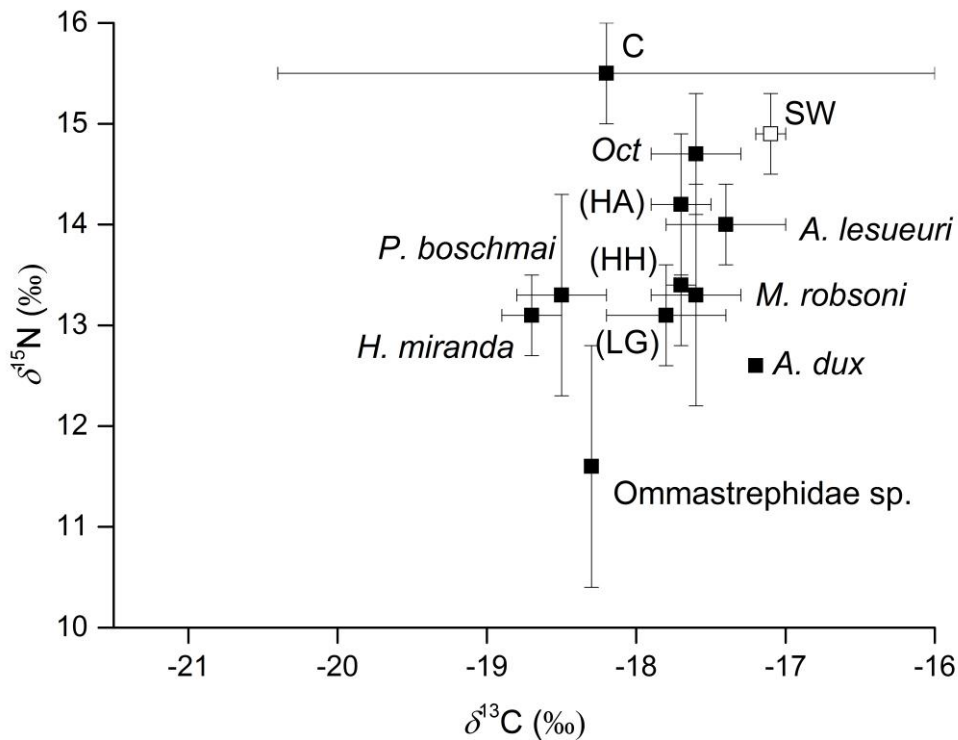 16
C
15
SW
Oct
14
(HA)
A. lesueuri
P. boschmai
(HH)
M. robsoni
13
H. miranda
(LG)
A. dux
12
Ommastrephidae sp.
11
10
δ¹⁵N (‰)
-21 -20 -19 -18 -17 -16
δ¹³C (‰)